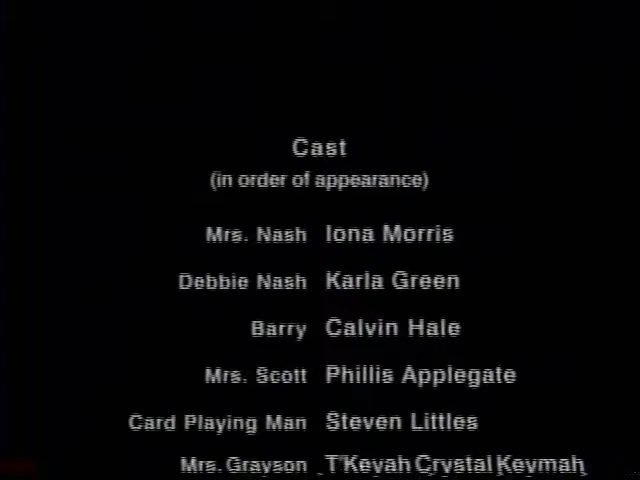 Cast
(in order of appearance)
Mrs. Nash Iona Morris
Debbie Nash Karla Green
Barry Calvin Hale
Mrs. Scott Phillis Applegate
Card Playing Man Steven Littles
Mrs. Grayson T'Keyah Crystal Keymah